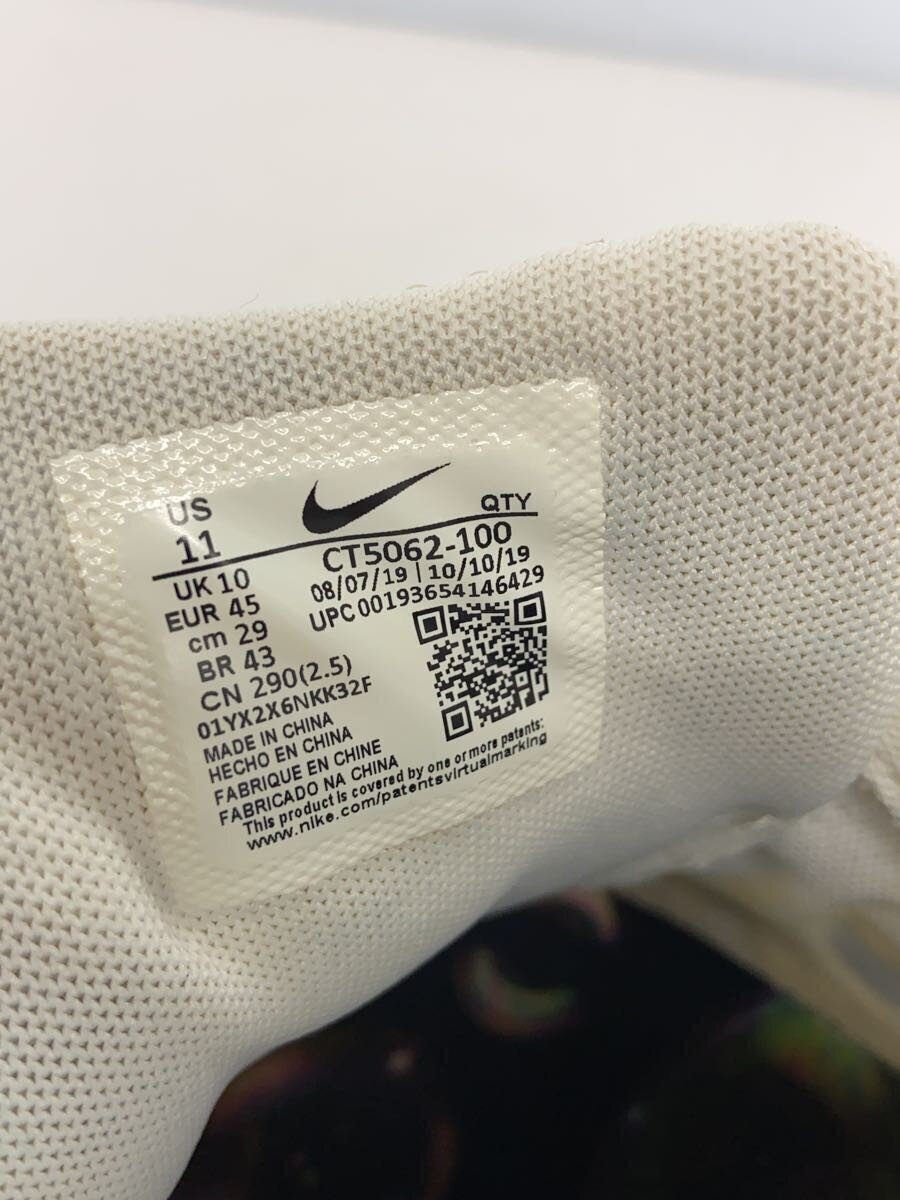 US
11
QTY
CT5062-100
08/07/19 | 10/10/19
UPC 00193654146429
UK 10
EUR 45
cm 29
BR 43
CN 290(2.5)
01YX2X6NKK32F
MADE IN CHINA
HECHO EN CHINA
FABRIQUE EN CHINE
FABRICADO NA CHINA
This product is covered by one or more patents:
www.nike.com/patentsvirtualmarking